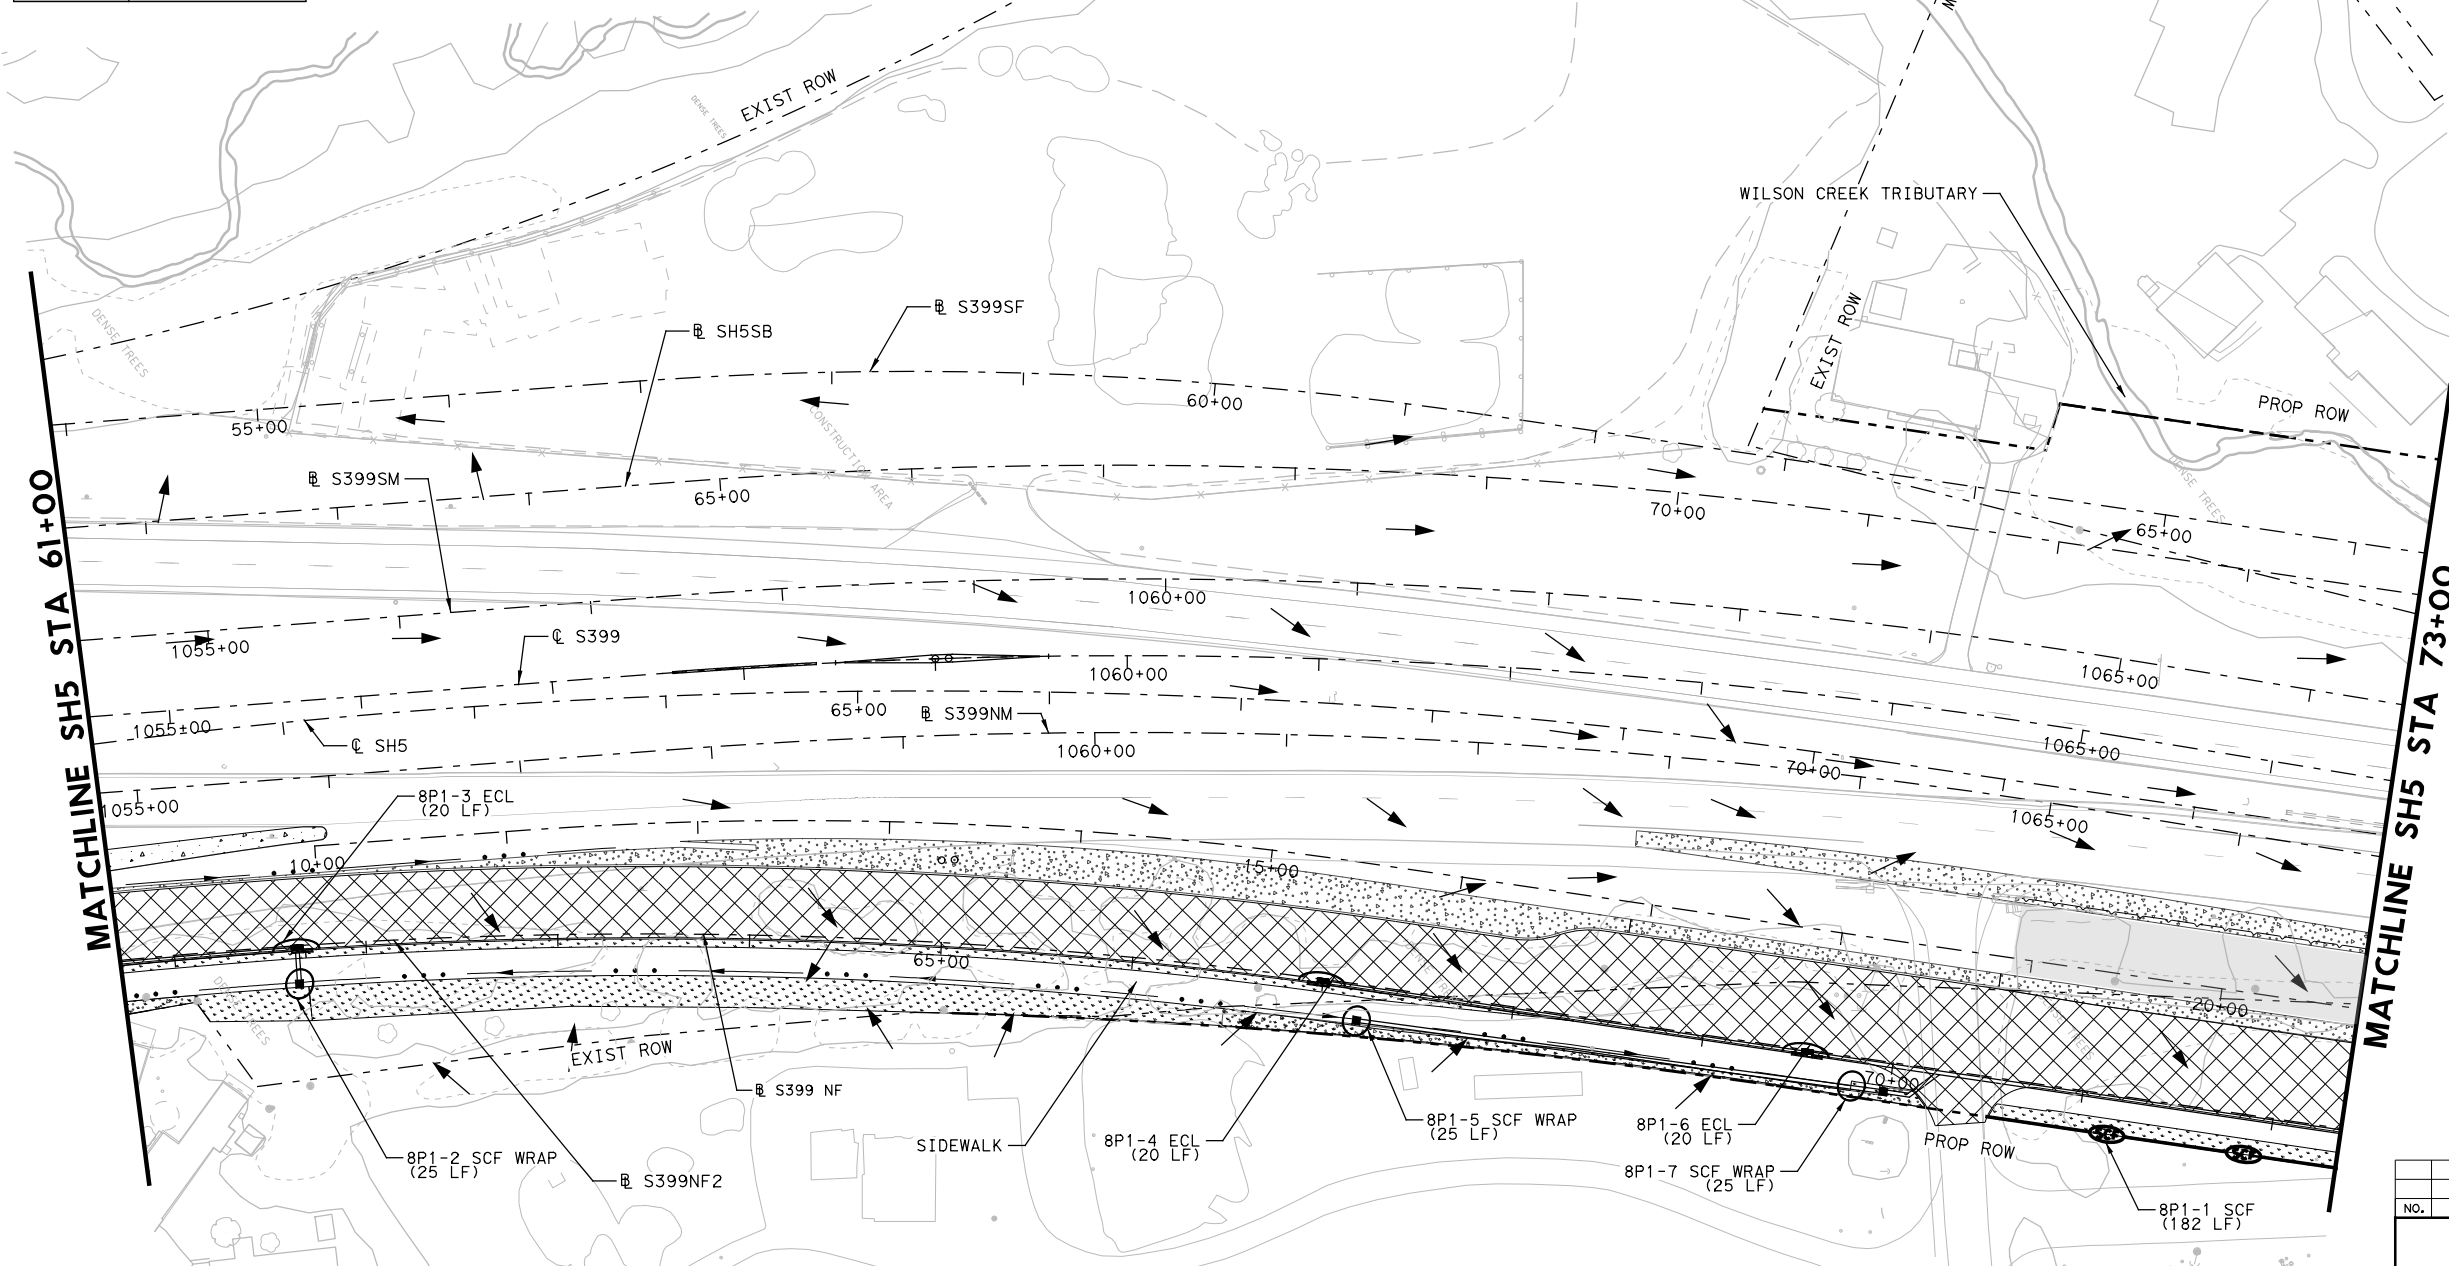 EXIST ROW
DENSE TREES
WILSON CREEK TRIBUTARY
℄ S399SF
℄ SH5SB
DENSE TREES
EXIST ROW
PROP ROW
60+00
55+00
CONSTRUCTION AREA
℄ S399SM
65+00
70+00
DENSE TREES
65+00
MATCHLINE SH5 STA 61+00
MATCHLINE SH5 STA 73+00
1060+00
℄ S399
1055+00
1060+00
1065+00
65+00
℄ S399NM
1055+00
℄ SH5
1060+00
1065+00
70+00
8P1-3 ECL
(20 LF)
1055+00
1065+00
10+00
15+00
65+00
20+00
EXIST ROW
70+00
℄ S399 NF
8P1-5 SCF WRAP
(25 LF)
8P1-6 ECL
(20 LF)
SIDEWALK
8P1-4 ECL
(20 LF)
PROP ROW
SCF
SCF
8P1-2 SCF WRAP
(25 LF)
8P1-7 SCF WRAP
(25 LF)
℄ S399NF2
8P1-1 SCF
(182 LF)
NO.